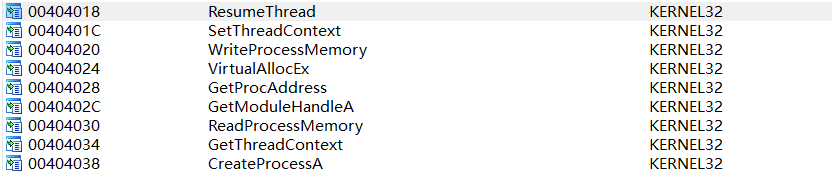 00404018 ResumeThread KERNEL32
0040401C SetThreadContext KERNEL32
00404020 WriteProcessMemory KERNEL32
00404024 VirtualAllocEx KERNEL32
00404028 GetProcAddress KERNEL32
0040402C GetModuleHandleA KERNEL32
00404030 ReadProcessMemory KERNEL32
00404034 GetThreadContext KERNEL32
00404038 CreateProcessA KERNEL32